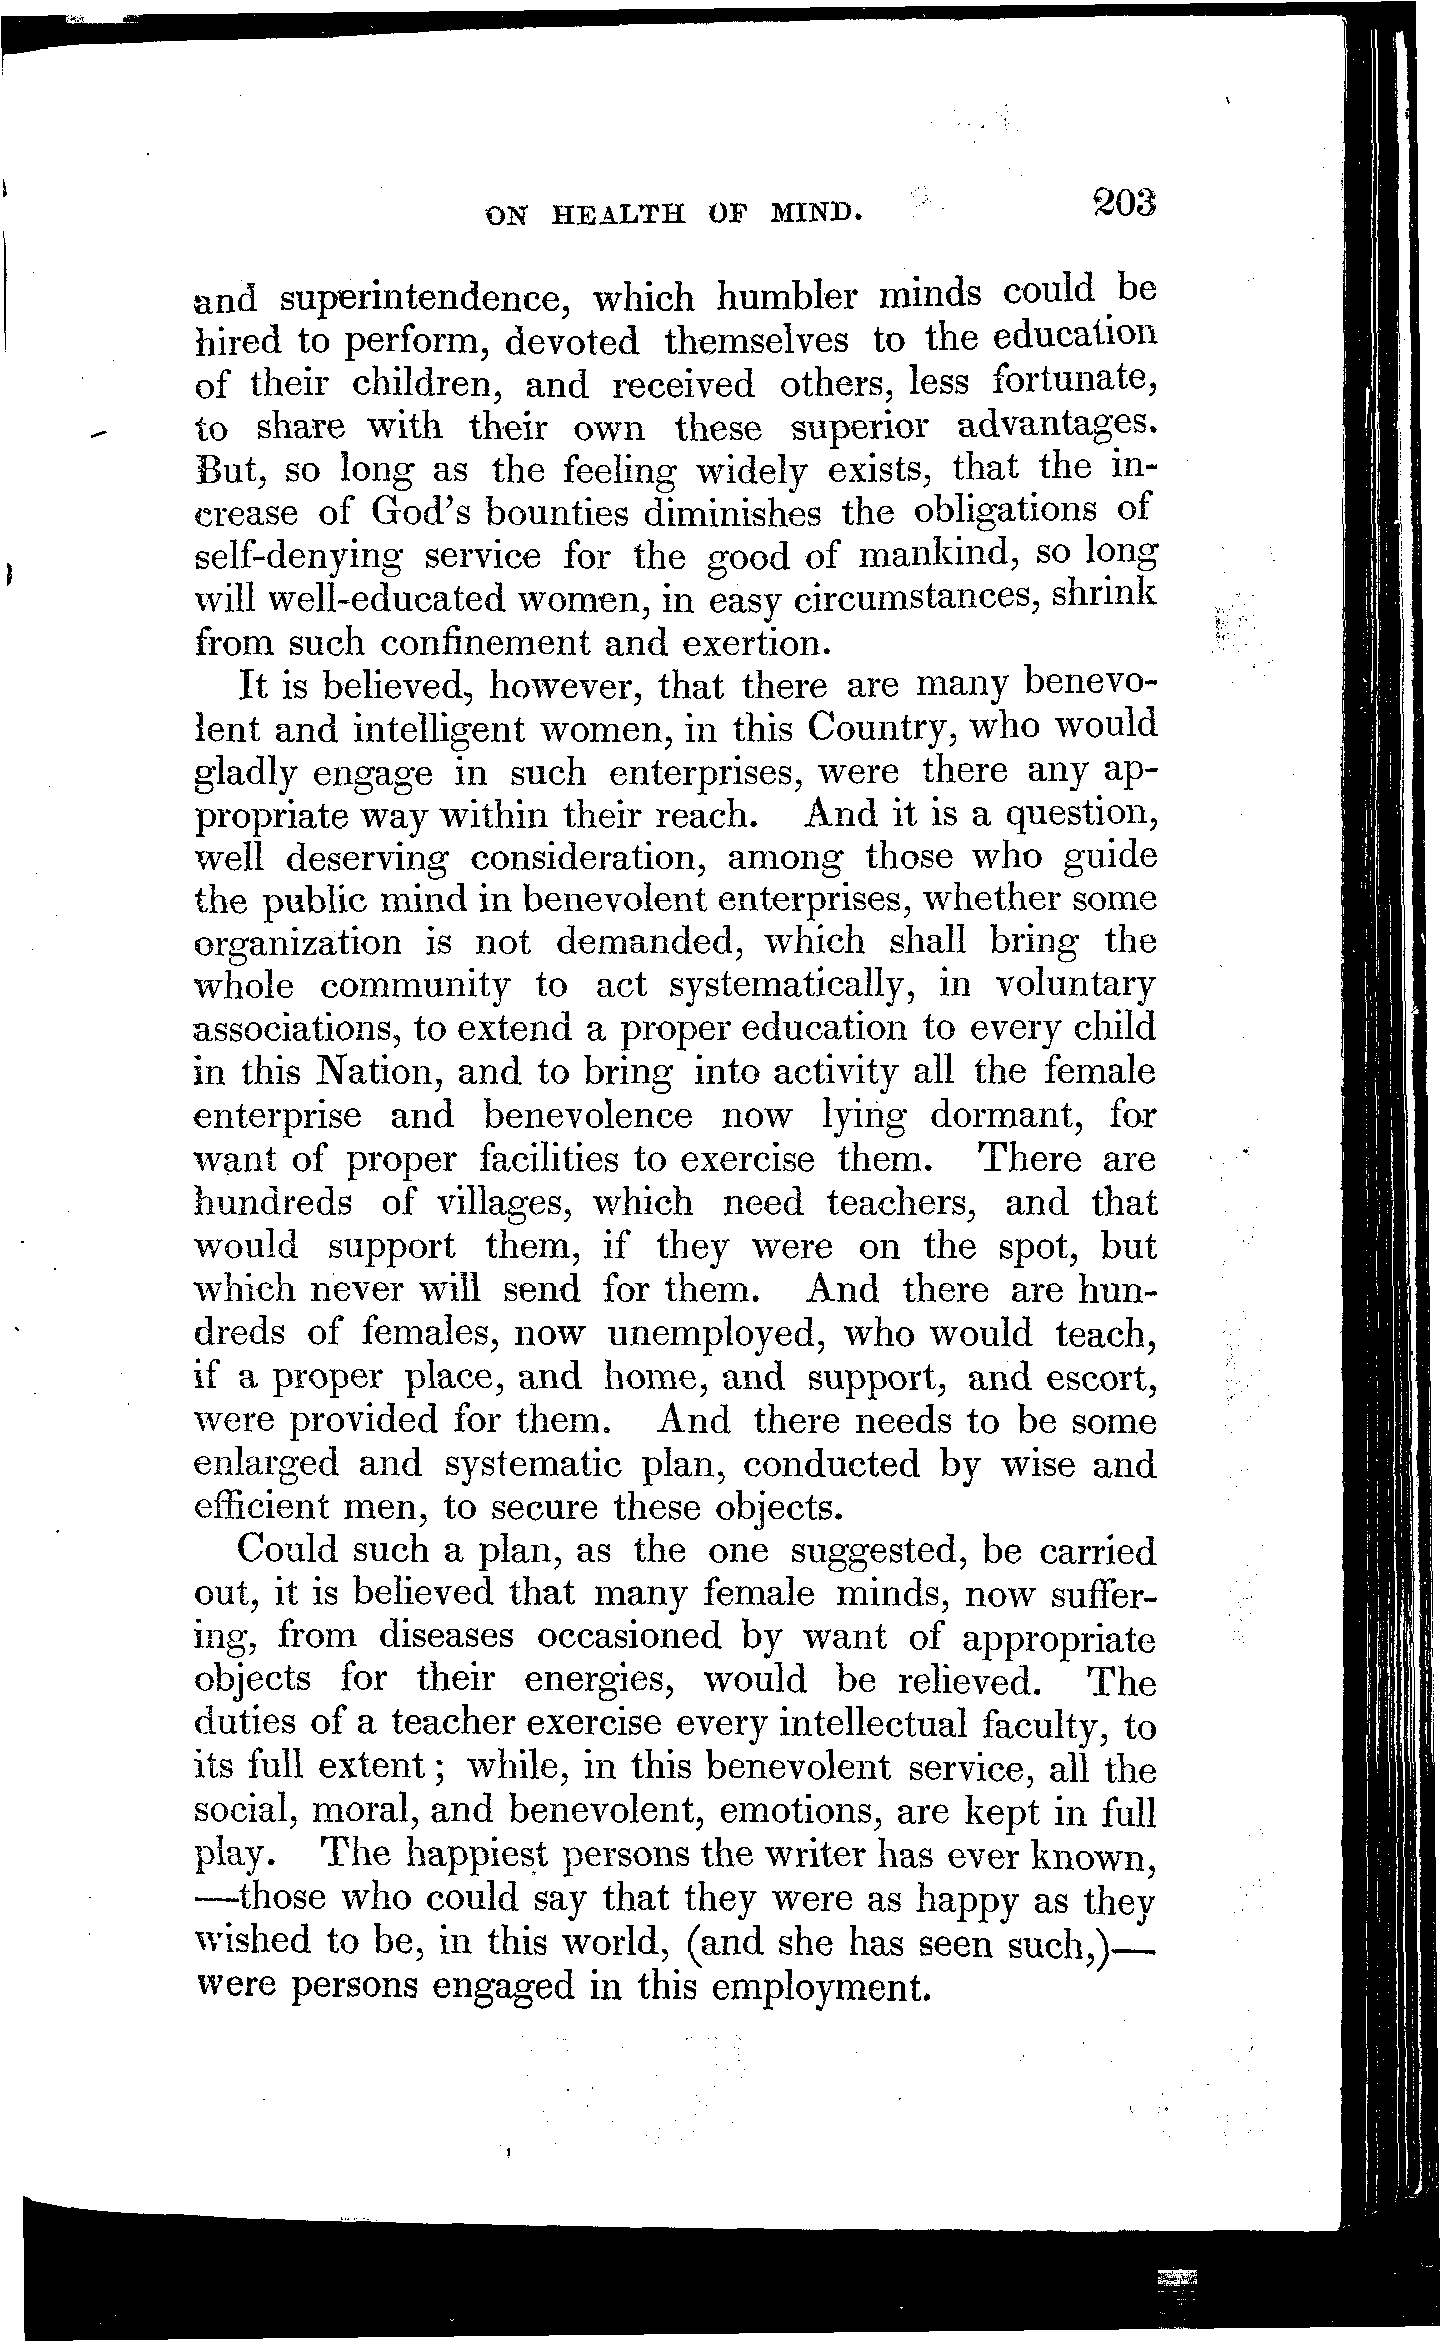 ON HEALTH OF MIND. 203
and superintendence, which humbler minds could be
hired to perform, devoted themselves to the education
of their children, and received others, less fortunate,
to share with their own these superior advantages.
But, so long as the feeling widely exists, that the in-
crease of God's bounties diminishes the obligations of
self-denying service for the good of mankind, so long
will well-educated women, in easy circumstances, shrink
from such confinement and exertion.
It is believed, however, that there are many benevo-
lent and intelligent women, in this Country, who would
gladly engage in such enterprises, were there any ap-
propriate way within their reach. And it is a question,
well deserving consideration, among those who guide
the public mind in benevolent enterprises, whether some
organization is not demanded, which shall bring the
whole community to act systematically, in voluntary
associations, to extend a proper education to every child
in this Nation, and to bring into activity all the female
enterprise and benevolence now lying dormant, for
want of proper facilities to exercise them. There are
hundreds of villages, which need teachers, and that
would support them, if they were on the spot, but
which never will send for them. And there are hun-
dreds of females, now unemployed, who would teach,
if a proper place, and home, and support, and escort,
were provided for them. And there needs to be some
enlarged and systematic plan, conducted by wise and
efficient men, to secure these objects.
Could such a plan, as the one suggested, be carried
out, it is believed that many female minds, now suffer-
ing, from diseases occasioned by want of appropriate
objects for their energies, would be relieved. The
duties of a teacher exercise every intellectual faculty, to
its full extent; while, in this benevolent service, all the
social, moral, and benevolent, emotions, are kept in full
play. The happiest persons the writer has ever known,
—those who could say that they were as happy as they
wished to be, in this world, (and she has seen such,)—
were persons engaged in this employment.